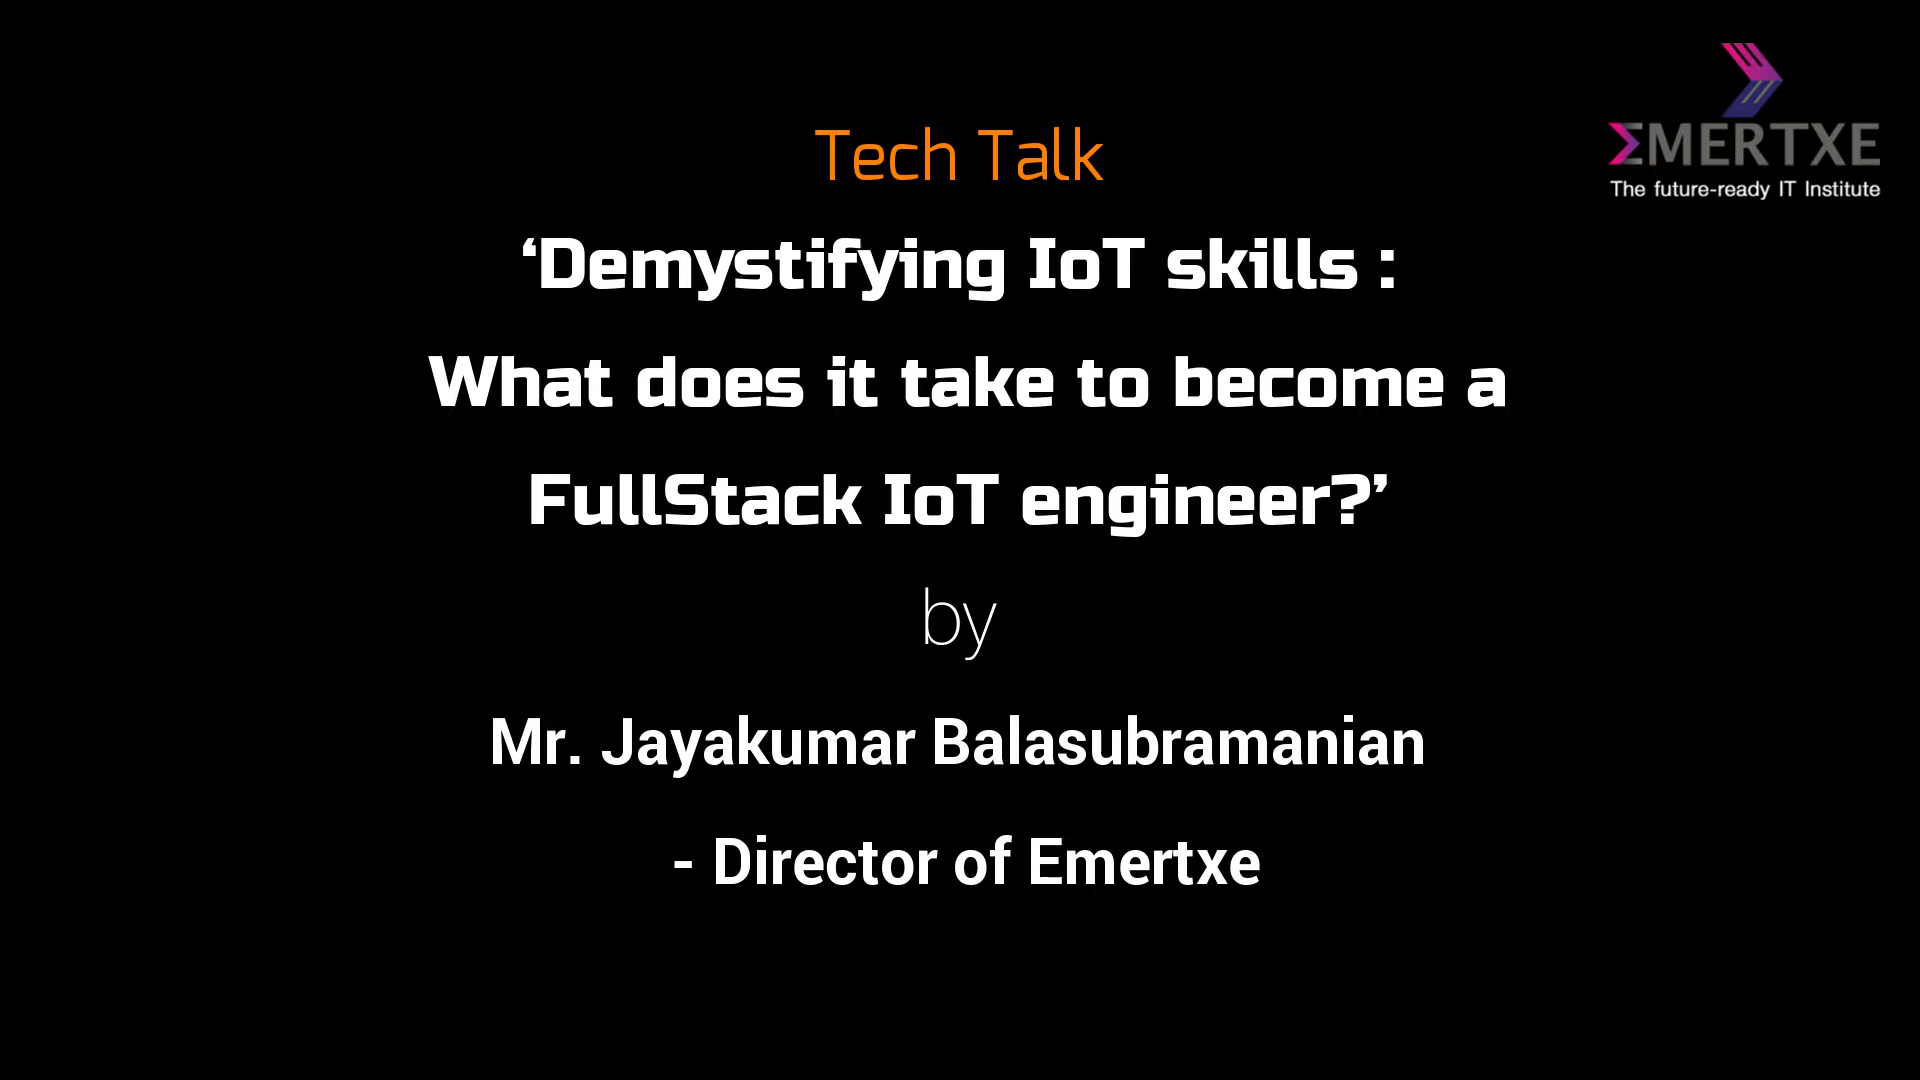 Tech Talk
‘Demystifying IoT skills :
What does it take to become a
FullStack IoT engineer?’
by
Mr. Jayakumar Balasubramanian
- Director of Emertxe
EMERTXE
The future-ready IT Institute